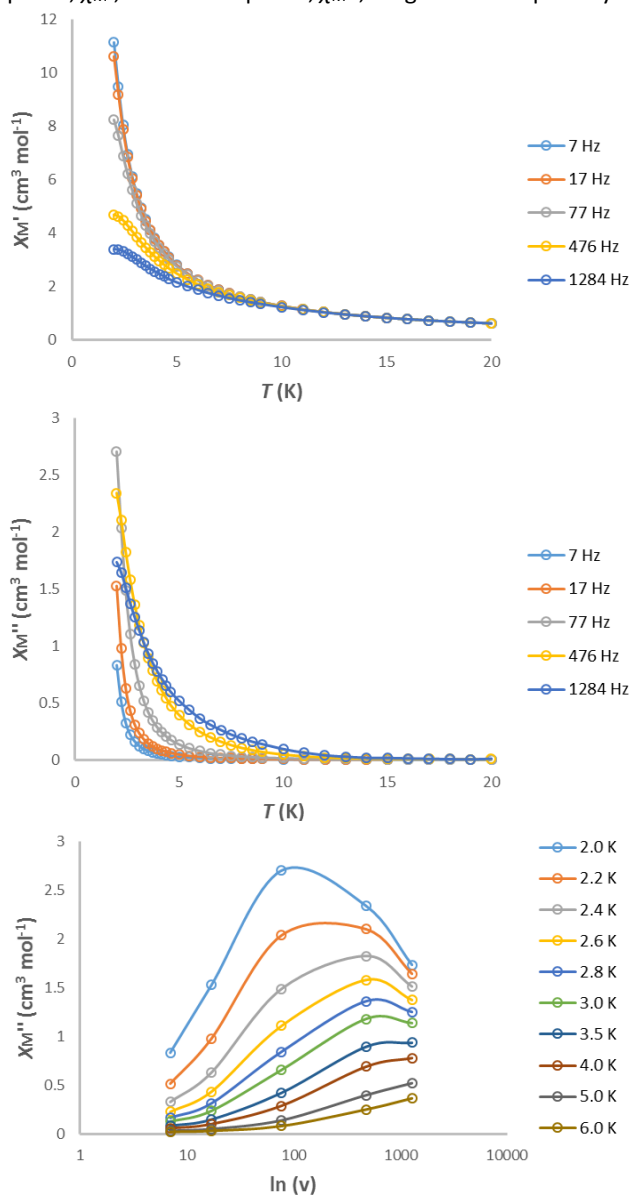 12
10
8
6
4
2
0
χM' (cm³ mol⁻¹)
0 5 10 15 20
T (K)
7 Hz
17 Hz
77 Hz
476 Hz
1284 Hz
3
2.5
2
1.5
1
0.5
0
χM'' (cm³ mol⁻¹)
0 5 10 15 20
T (K)
7 Hz
17 Hz
77 Hz
476 Hz
1284 Hz
3
2.5
2
1.5
1
0.5
0
χM'' (cm³ mol⁻¹)
1 10 100 1000 10000
ln (v)
2.0 K
2.2 K
2.4 K
2.6 K
2.8 K
3.0 K
3.5 K
4.0 K
5.0 K
6.0 K